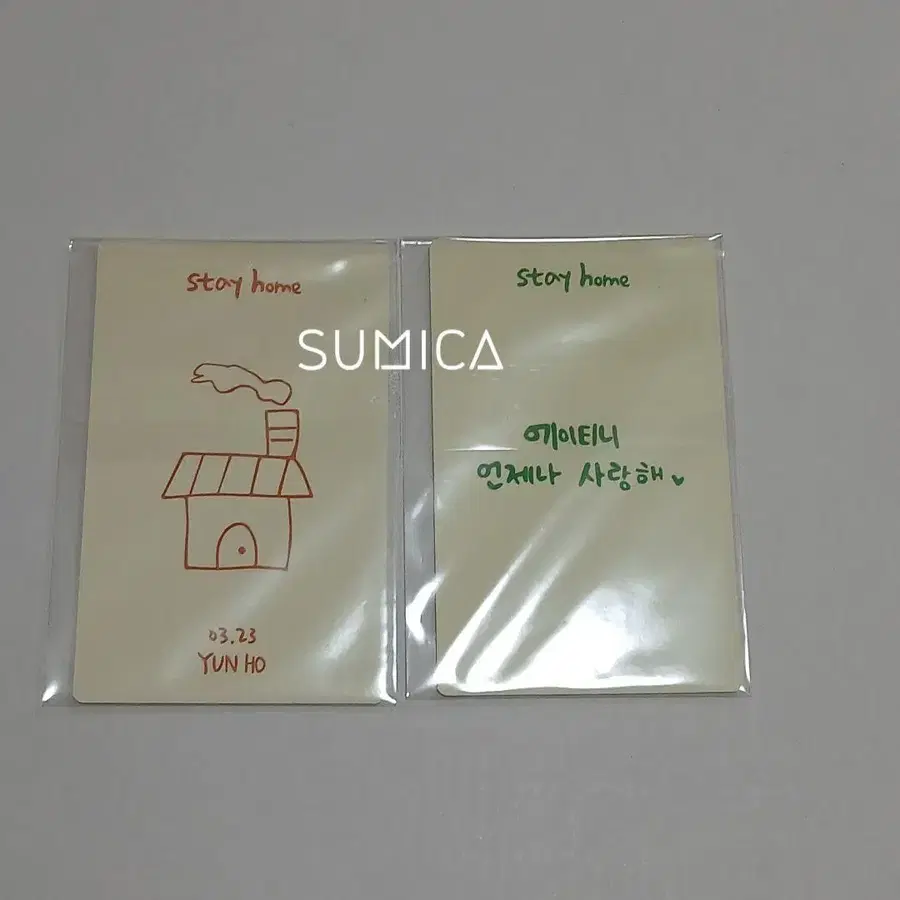 stay home
03.23
YUN HO
stay home
에이티니
언제나 사랑해
SUMICA